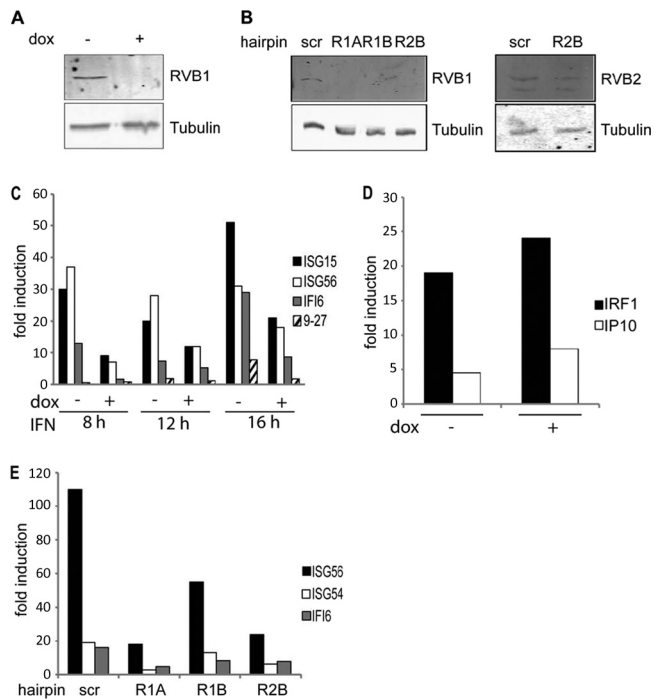 A
dox - +
RVB1
Tubulin
B
hairpin scr R1A R1B R2B
RVB1
Tubulin
scr R2B
RVB2
Tubulin
C
fold induction
60
50
40
30
20
10
0
ISG15
ISG56
IFI6
9-27
dox - + - + - +
IFN 8 h 12 h 16 h
D
fold induction
30
25
20
15
10
5
0
IRF1
IP10
dox - +
E
fold induction
120
100
80
60
40
20
0
ISG56
ISG54
IFI6
hairpin scr R1A R1B R2B